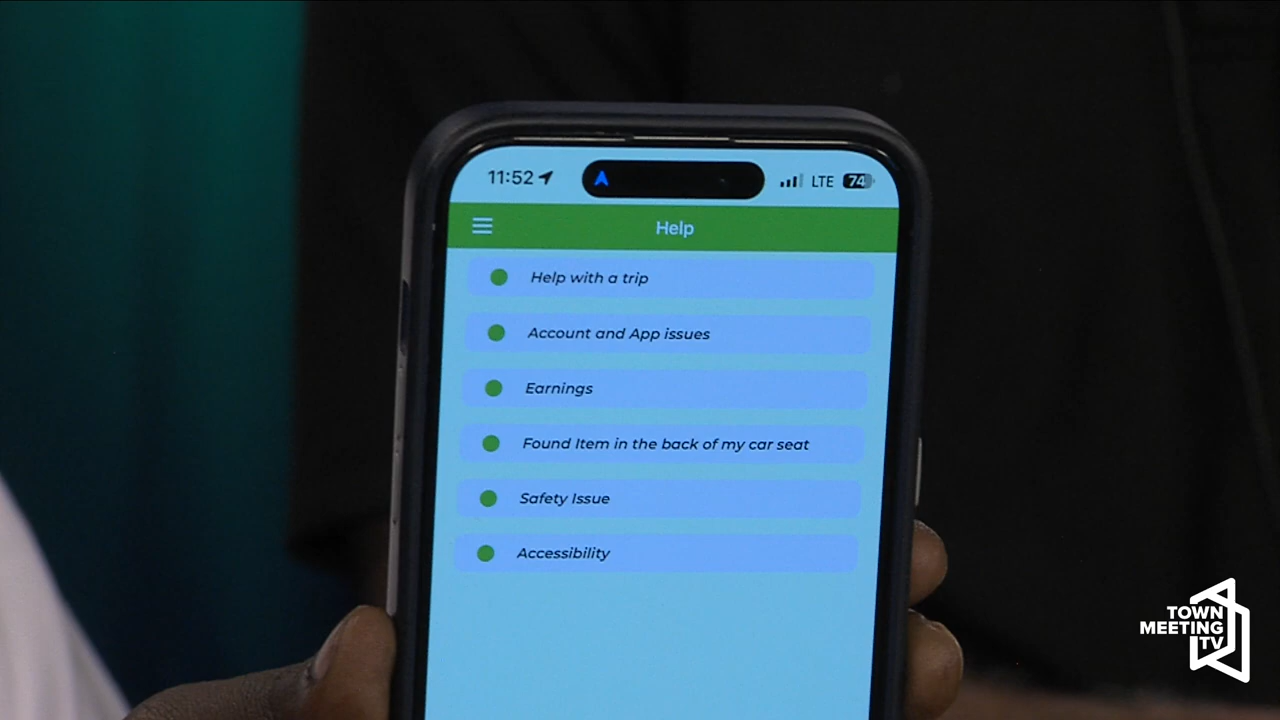 11:52
LTE
74
Help
Help with a trip
Account and App issues
Earnings
Found Item in the back of my car seat
Safety Issue
Accessibility
TOWN
MEETING
TV